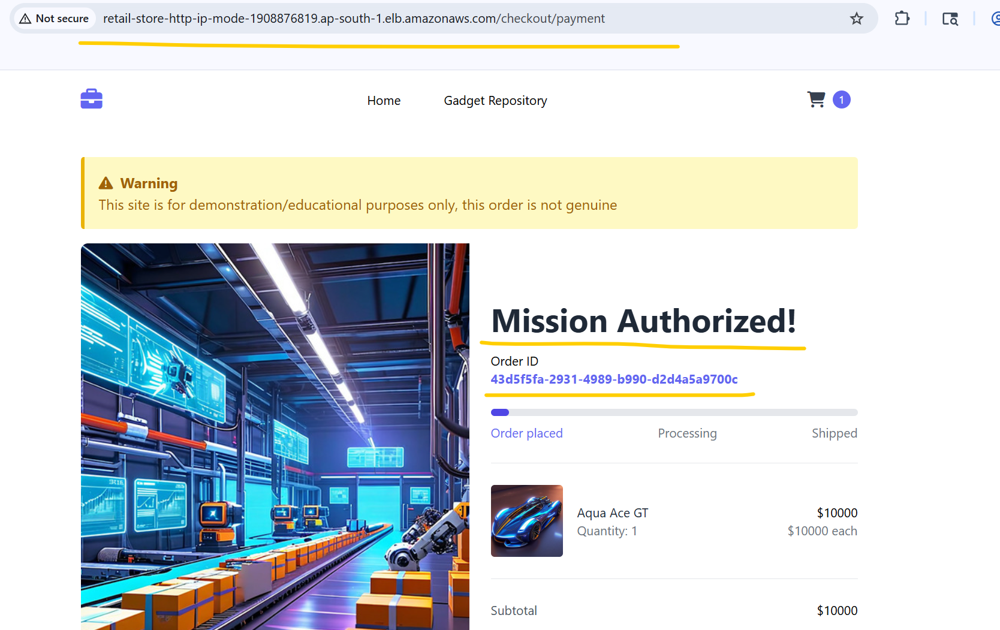 Not secure retail-store-http-ip-mode-1908876819.ap-south-1.elb.amazonaws.com/checkout/payment
Home Gadget Repository 1
Warning
This site is for demonstration/educational purposes only, this order is not genuine
Mission Authorized!
Order ID
43d5f5fa-2931-4989-b990-d2d4a5a9700c
Order placed Processing Shipped
Aqua Ace GT $10000
Quantity: 1 $10000 each
Subtotal $10000